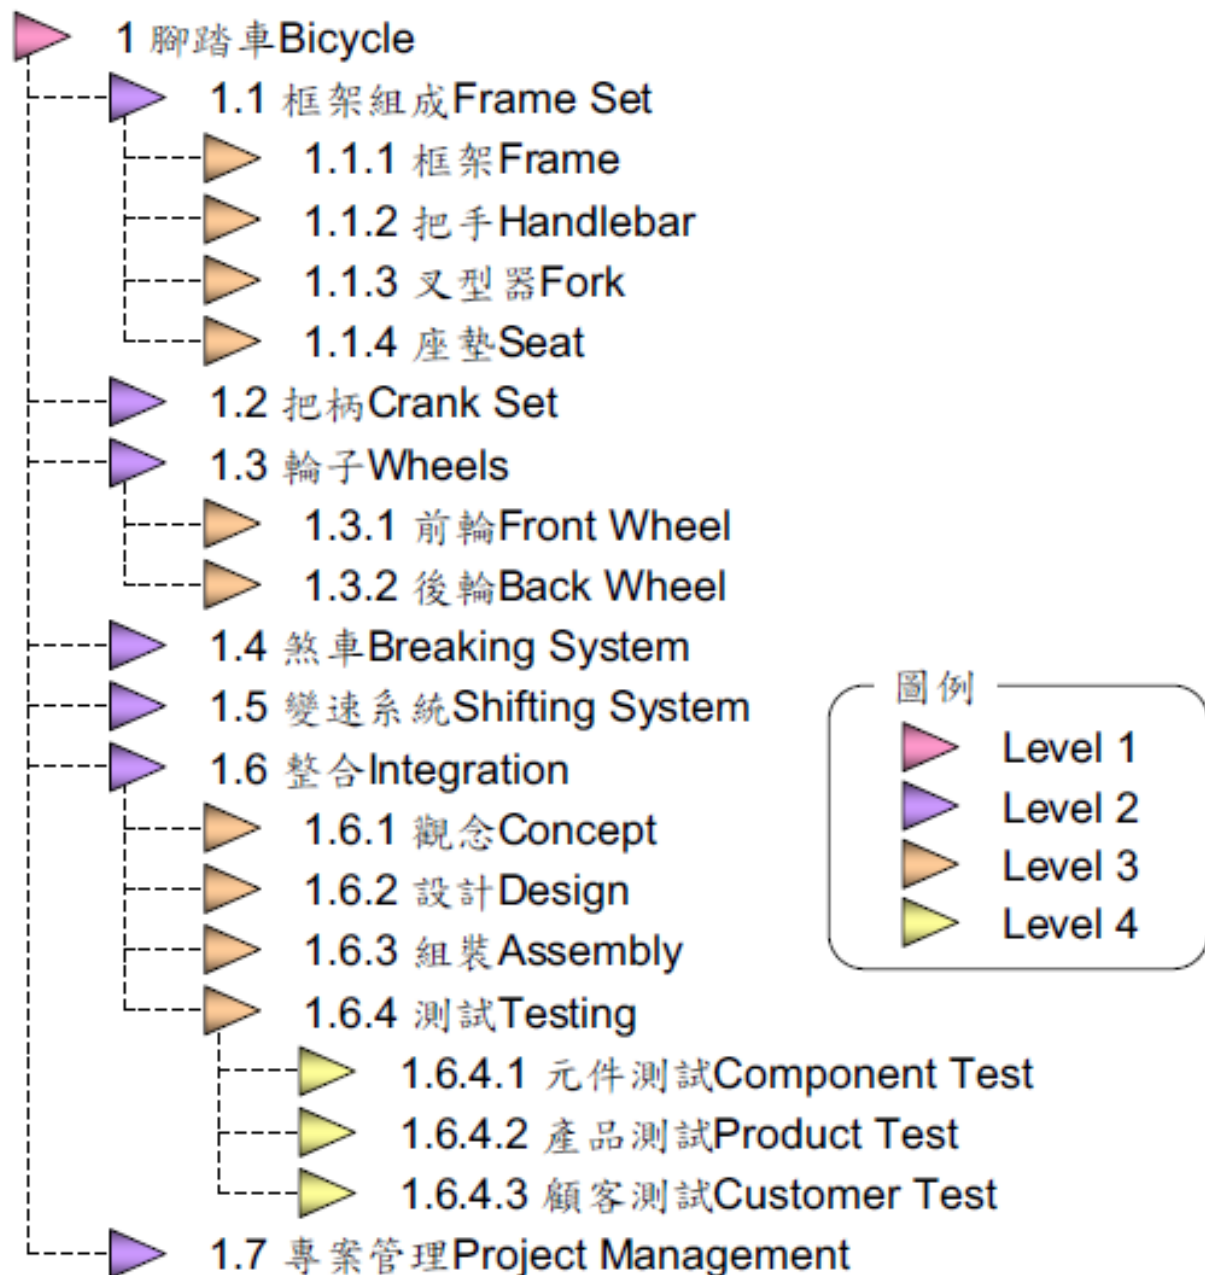 1 腳踏車Bicycle
1.1 框架組成Frame Set
1.1.1 框架Frame
1.1.2 把手Handlebar
1.1.3 叉型器Fork
1.1.4 座墊Seat
1.2 把柄Crank Set
1.3 輪子Wheels
1.3.1 前輪Front Wheel
1.3.2 後輪Back Wheel
1.4 煞車Breaking System
1.5 變速系統Shifting System
1.6 整合Integration
1.6.1 觀念Concept
1.6.2 設計Design
1.6.3 組裝Assembly
1.6.4 測試Testing
1.6.4.1 元件測試Component Test
1.6.4.2 產品測試Product Test
1.6.4.3 顧客測試Customer Test
1.7 專案管理Project Management
圖例
Level 1
Level 2
Level 3
Level 4